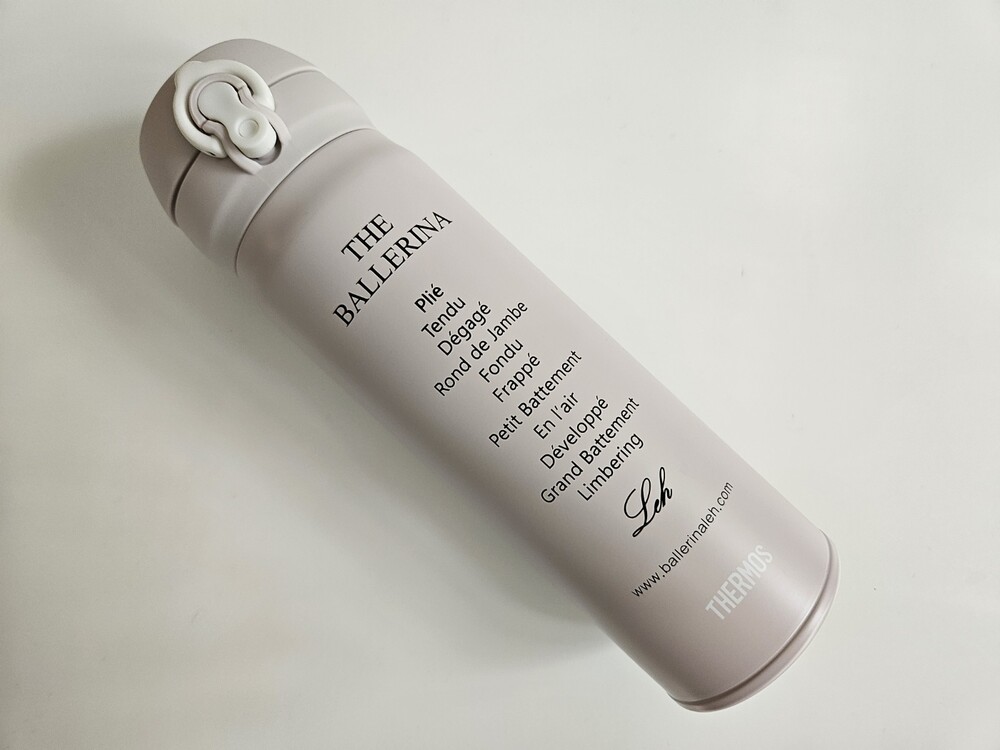 THE
BALLERINA
Plié
Tendu
Dégagé
Rond de Jambe
Fondu
Frappé
Petit Battement
En l'air
Développé
Grand Battement
Limbering
Leh
www.ballerinaleh.com
THERMOS